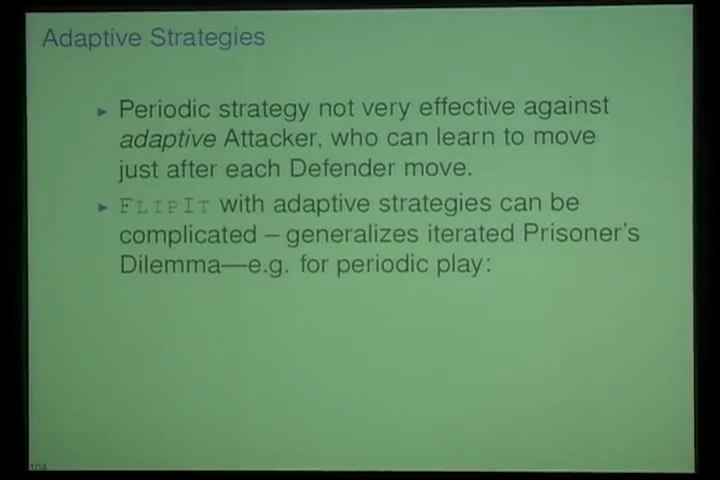 Adaptive Strategies
► Periodic strategy not very effective against
adaptive Attacker, who can learn to move
just after each Defender move.
► FLIPIT with adaptive strategies can be
complicated – generalizes iterated Prisoner's
Dilemma—e.g. for periodic play:
104